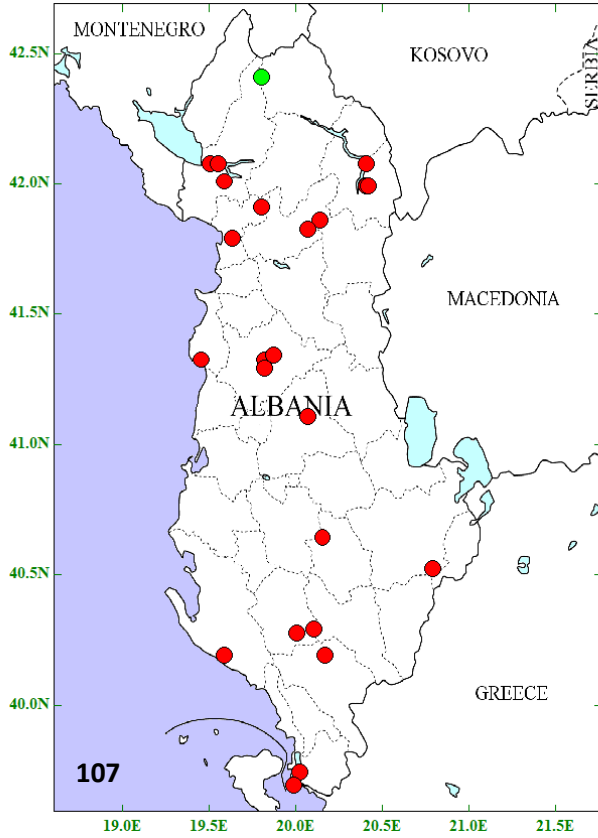 MONTENEGRO
42.5N
KOSOVO
SERBIA
42.0N
41.5N
MACEDONIA
ALBANIA
41.0N
40.5N
40.0N
GREECE
107
19.0E 19.5E 20.0E 20.5E 21.0E 21.5E